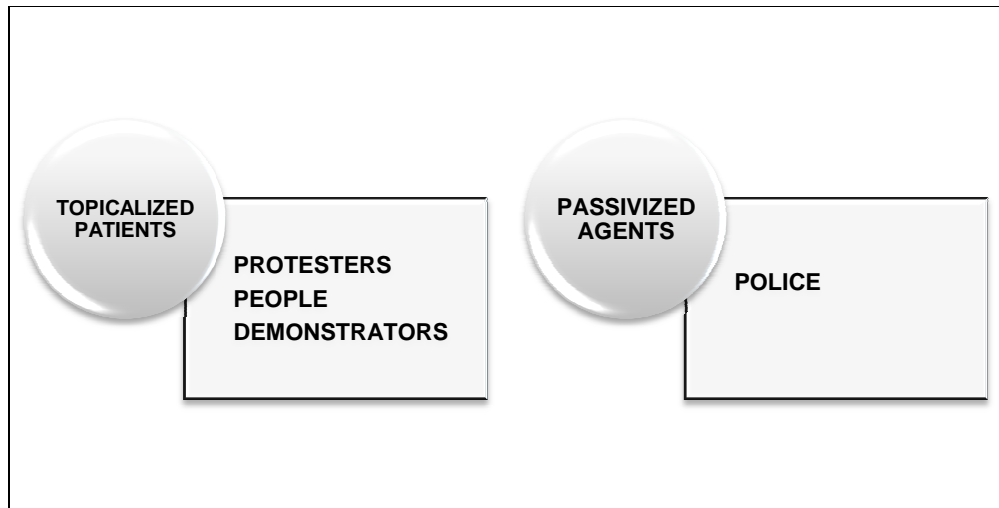 TOPICALIZED
PATIENTS
PROTESTERS
PEOPLE
DEMONSTRATORS
PASSIVIZED
AGENTS
POLICE